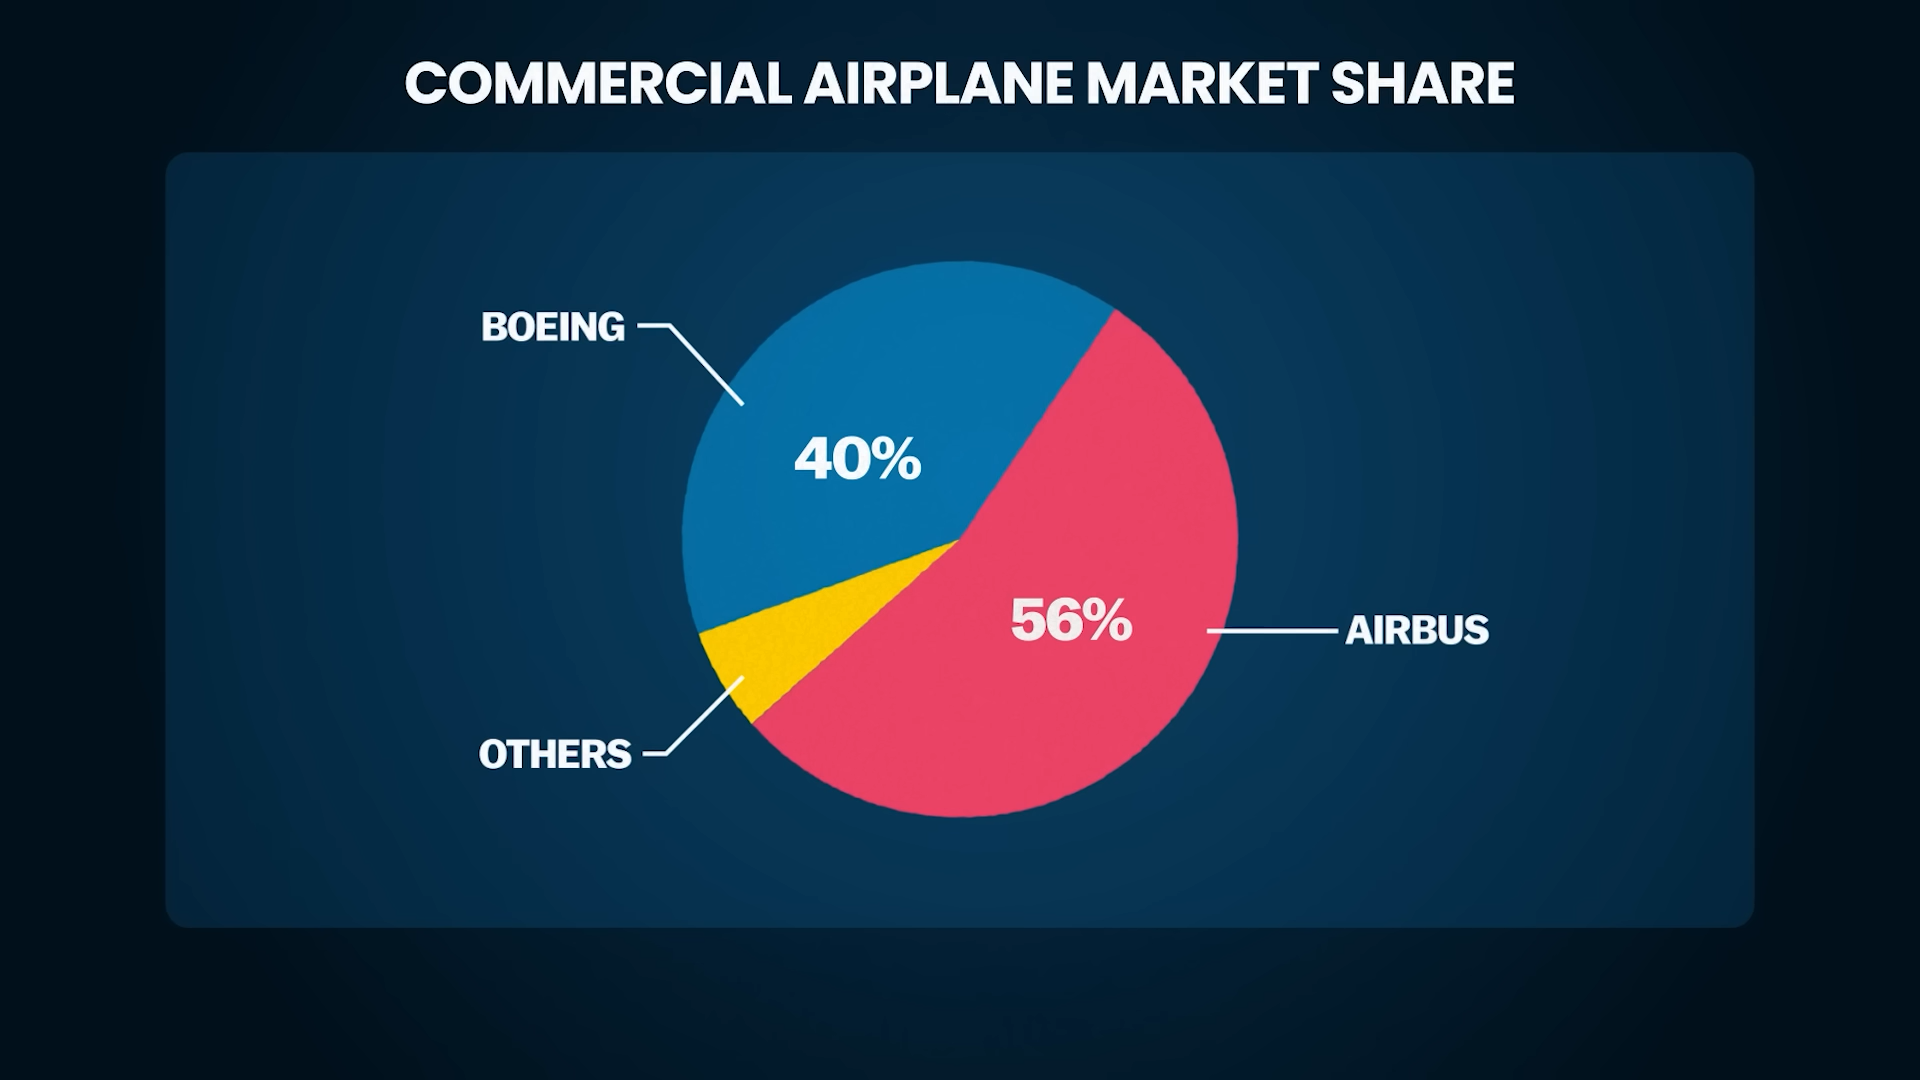 COMMERCIAL AIRPLANE MARKET SHARE
BOEING
40%
56%
AIRBUS
OTHERS